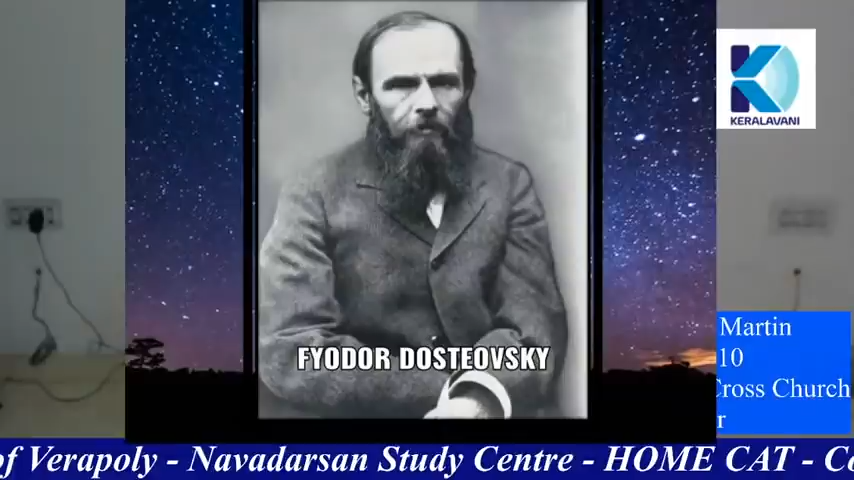 KERALAVANI
FYODOR DOSTEOVSKY
Martin
10
Cross Church
r
of Verapoly - Navadarsan Study Centre - HOME CAT - Co